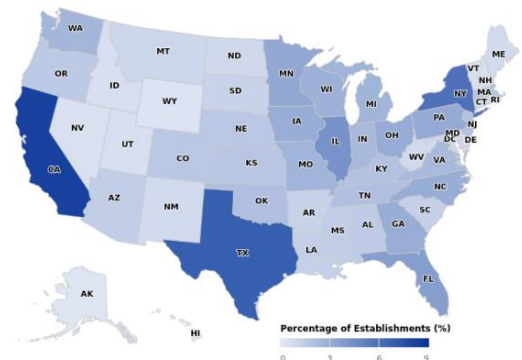 WA
MT
ND
MN
ME
VT
NH
MA
CT RI
NY
OR
ID
SD
WI
MI
WY
IA
PA
NJ
NE
IL
IN
OH
MD
DC
DE
NV
UT
CO
WV
VA
CA
KS
MO
KY
NC
TN
AZ
NM
OK
AR
SC
MS
AL
GA
TX
LA
FL
AK
HI
Percentage of Establishments (%)
0 3 6 9